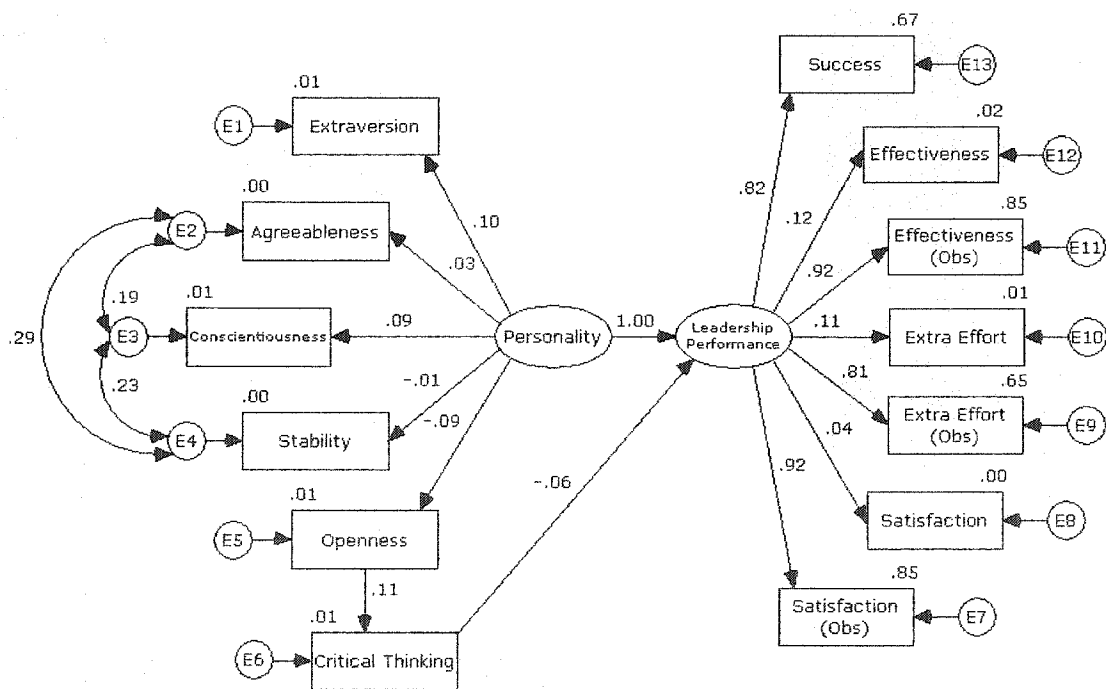 .67
Success
E13
.01
E1
Extraversion
.02
Effectiveness
E12
.82
.00
E2
Agreeableness
.10
.12
.85
Effectiveness
(Obs)
E11
.03
.92
.19
.01
.29
E3
Conscientiousness
.09
Personality
1.00
Leadership
Performance
.11
.01
Extra Effort
E10
.23
-.01
.81
.65
.00
-.09
Extra Effort
(Obs)
E9
E4
Stability
.04
.92
-.06
.00
.01
Satisfaction
E8
E5
Openness
.11
.85
.01
Satisfaction
(Obs)
E7
E6
Critical Thinking